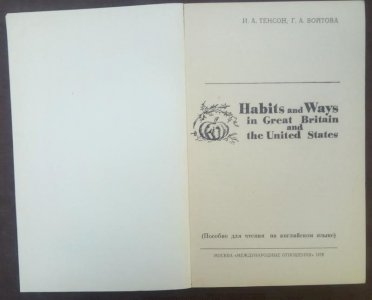 И. А. ТЕНСОН, Г. А. ВОЙТОВА
Habits and Ways
in Great Britain
and
the United States
(Пособие для чтения на английском языке)
МОСКВА «МЕЖДУНАРОДНЫЕ ОТНОШЕНИЯ»